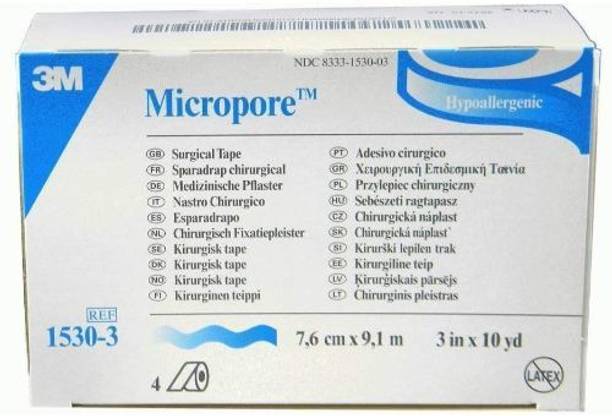 3M
NDC 8333-1530-03
Micropore™
Hypoallergenic
GB Surgical Tape
FR Sparadrap chirurgical
DE Medizinische Pflaster
IT Nastro Chirurgico
ES Esparadrapo
NL Chirurgisch Fixatiepleister
SE Kirurgisk tape
DK Kirurgisk tape
NO Kirurgisk tape
FI Kirurginen teippi
PT Adesivo cirurgico
GR Χειρουργική Επιδεσμική Ταινία
PL Przylepiec chirurgiczny
HU Sebészeti ragtapasz
CZ Chirurgická náplast
SK Chirurgická náplasť
SI Kirurški lepilen trak
EE Kirurgiline teip
LV Ķirurģiskais pārsējs
LT Chirurginis pleistras
REF
1530-3
7,6 cm x 9,1 m 3 in x 10 yd
4
LATEX